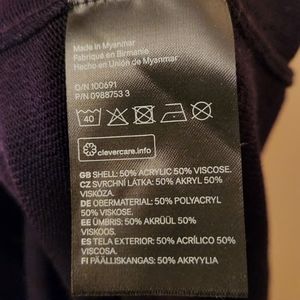 Made in Myanmar
Fabriqué en Birmanie
Hecho en Unión de Myanmar
O/N 100691
P/N 0988753 3
40
clevercare.info
GB SHELL: 50% ACRYLIC 50% VISCOSE.
CZ SVRCHNÍ LÁTKA: 50% AKRYL 50%
VISKÓZA.
DE OBERMATERIAL: 50% POLYACRYL
50% VISKOSE.
EE ÜMBRIS: 50% AKRÜÜL 50%
VISKOOS.
ES TELA EXTERIOR: 50% ACRÍLICO 50%
VISCOSA.
FI PÄÄLLISKANGAS: 50% AKRYYLIA